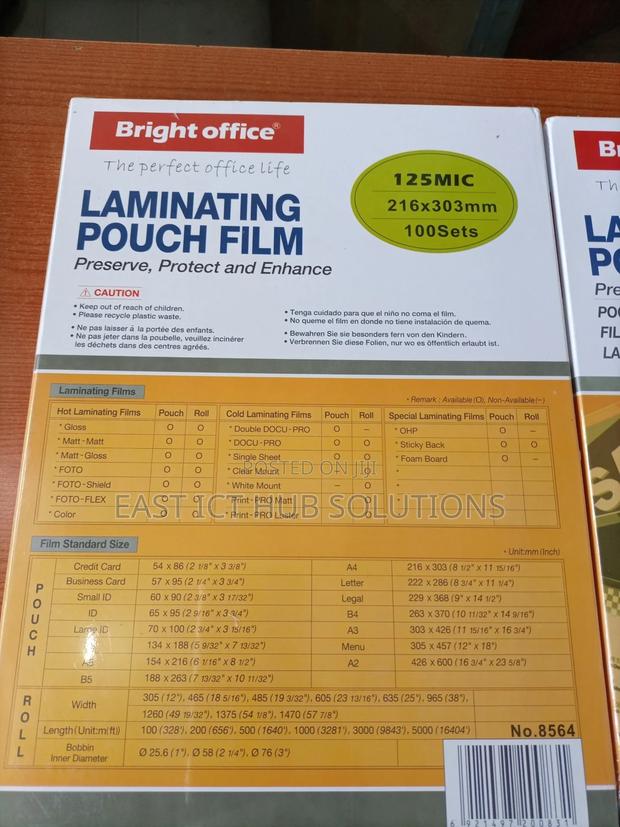 Bright office®
The perfect office life
LAMINATING
POUCH FILM
Preserve, Protect and Enhance
125MIC
216x303mm
100Sets
CAUTION
• Keep out of reach of children.
• Please recycle plastic waste.
• Ne pas laisser à la portée des enfants.
• Ne pas jeter dans la poubelle, veuillez incinérer
les déchets dans des centres agréés.
• Tenga cuidado para que el niño no coma el film.
• No queme el film en donde no tiene instalación de quema.
• Bewahren Sie sie besonders fern von den Kindern.
• Verbrennen Sie diese Folien, nur wo es öffentlich erlaubt ist.
Laminating Films
• Remark : Available(O), Non-Available(−)
Hot Laminating Films Pouch Roll Cold Laminating Films Pouch Roll Special Laminating Films Pouch Roll
* Gloss O O * Double DOCU-PRO O − * OHP O −
* Matt-Matt O O * DOCU-PRO O O * Sticky Back O O
* Matt-Gloss O O * Single Sheet O O * Foam Board O −
* FOTO O O * Clear Mount O *
* FOTO-Shield O O * White Mount − O *
* FOTO-FLEX O O * Print-PRO Matt O *
* Color O O * Print-PRO Luster O
POSTED ON JIJI
EAST ICT HUB SOLUTIONS
Film Standard Size
• Unit:mm (Inch)
POUCH
Credit Card 54 x 86 (2 1/8" x 3 3/8") A4 216 x 303 (8 1/2" x 11 15/16")
Business Card 57 x 95 (2 1/4" x 3 3/4") Letter 222 x 286 (8 3/4" x 11 1/4")
Small ID 60 x 90 (2 3/8" x 3 17/32") Legal 229 x 368 (9" x 14 1/2")
ID 65 x 95 (2 9/16" x 3 3/4") B4 263 x 370 (10 11/32" x 14 9/16")
Large ID 70 x 100 (2 3/4" x 3 15/16") A3 303 x 426 (11 15/16" x 16 3/4")
134 x 188 (5 9/32" x 7 13/32") Menu 305 x 457 (12" x 18")
A5 154 x 216 (6 1/16" x 8 1/2") A2 426 x 600 (16 3/4" x 23 5/8")
B5 188 x 263 (7 13/32" x 10 11/32")
ROLL
Width 305 (12"), 465 (18 5/16"), 485 (19 3/32"), 605 (23 13/16"), 635 (25"), 965 (38"),
1260 (49 19/32"), 1375 (54 1/8"), 1470 (57 7/8")
Length(Unit:m(ft)) 100 (328'), 200 (656'), 500 (1640'), 1000 (3281'), 3000 (9843'), 5000 (16404')
Bobbin
Inner Diameter Ø 25.6 (1"), Ø 58 (2 1/4"), Ø 76 (3")
No.8564
6 921497 200831